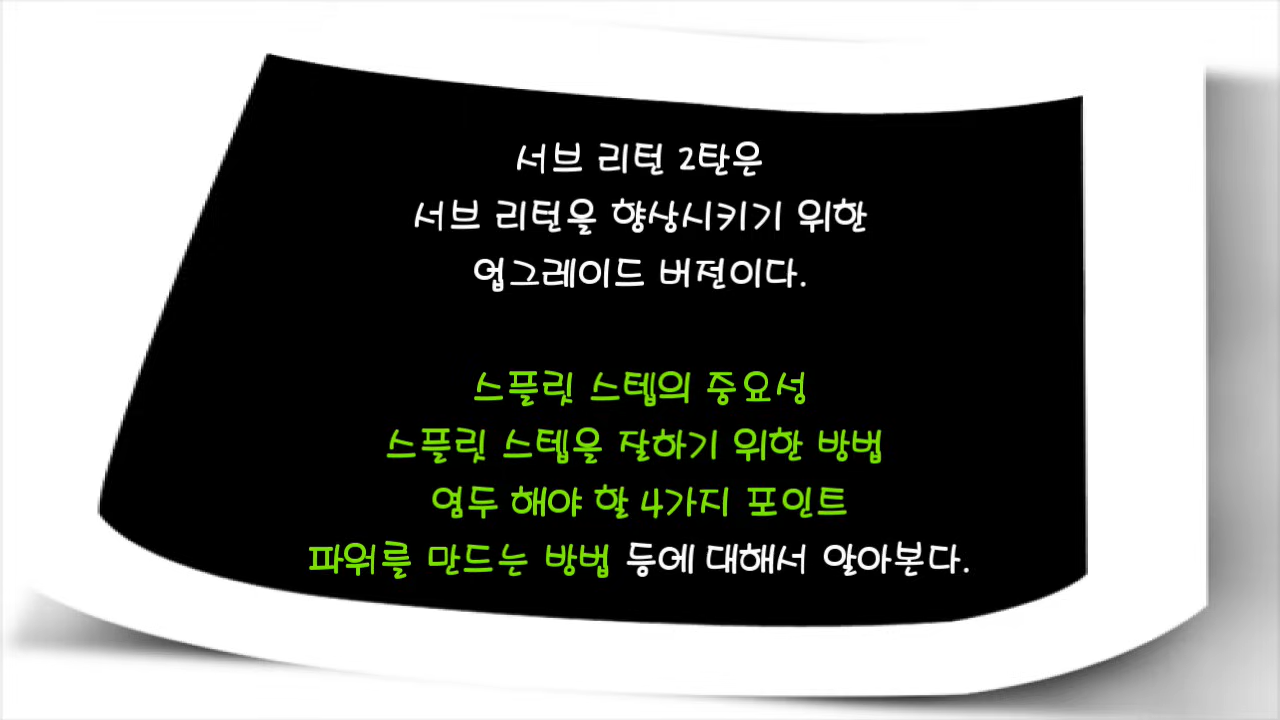 서브 리턴 2탄은
서브 리턴을 향상시키기 위한
업그레이드 버전이다.
스플릿 스텝의 중요성
스플릿 스텝을 잘하기 위한 방법
염두 해야 할 4가지 포인트
파워를 만드는 방법 등에 대해서 알아본다.